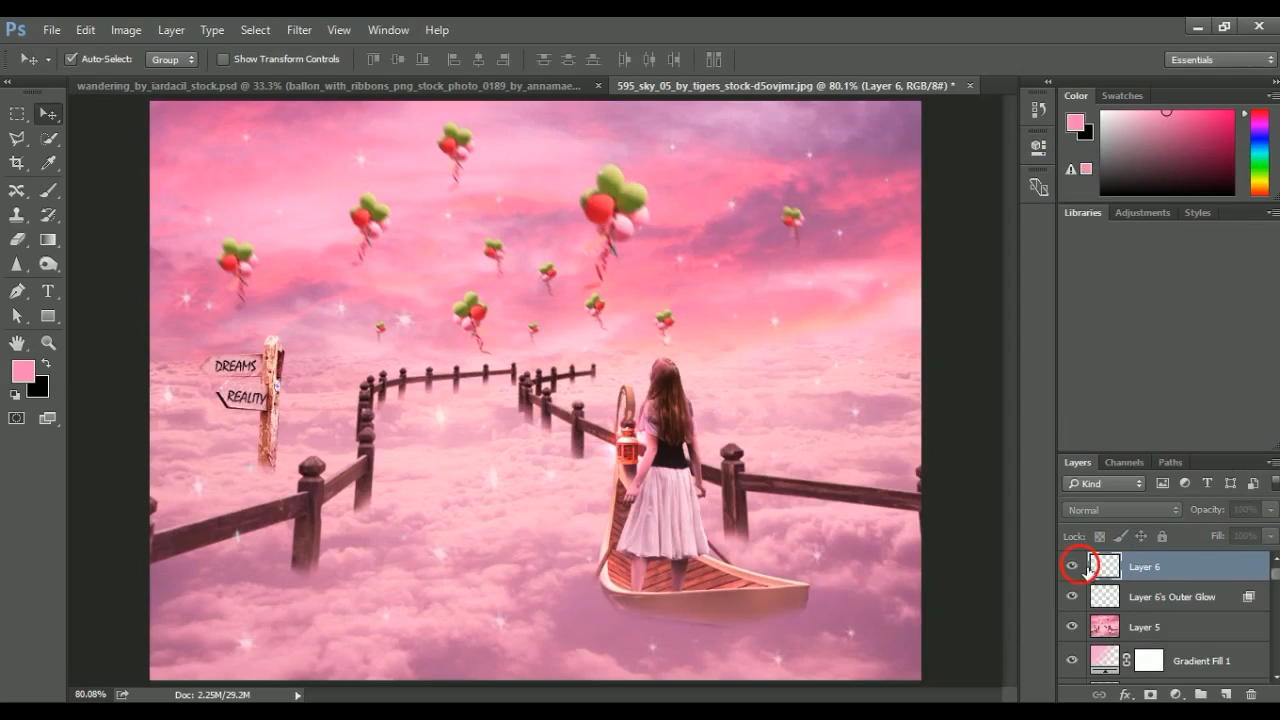 Ps File Edit Image Layer Type Select Filter View Window Help
Auto-Select: Group Show Transform Controls Essentials
wandering_by_iardacil_stock.psd @ 33.3% (ballon_with_ribbons_png_stock_photo_0189_by_annamae... × 595_sky_05_by_tigers_stock-d5ovjmr.jpg @ 80.1% (Layer 6, RGB/8#) * ×
Color Swatches
Libraries Adjustments Styles
DREAMS
REALITY
Layers Channels Paths
Kind
Normal Opacity: 100%
Lock: Fill: 100%
Layer 6
Layer 6's Outer Glow
Layer 5
Gradient Fill 1
80.08% Doc: 2.25M/29.2M
fx